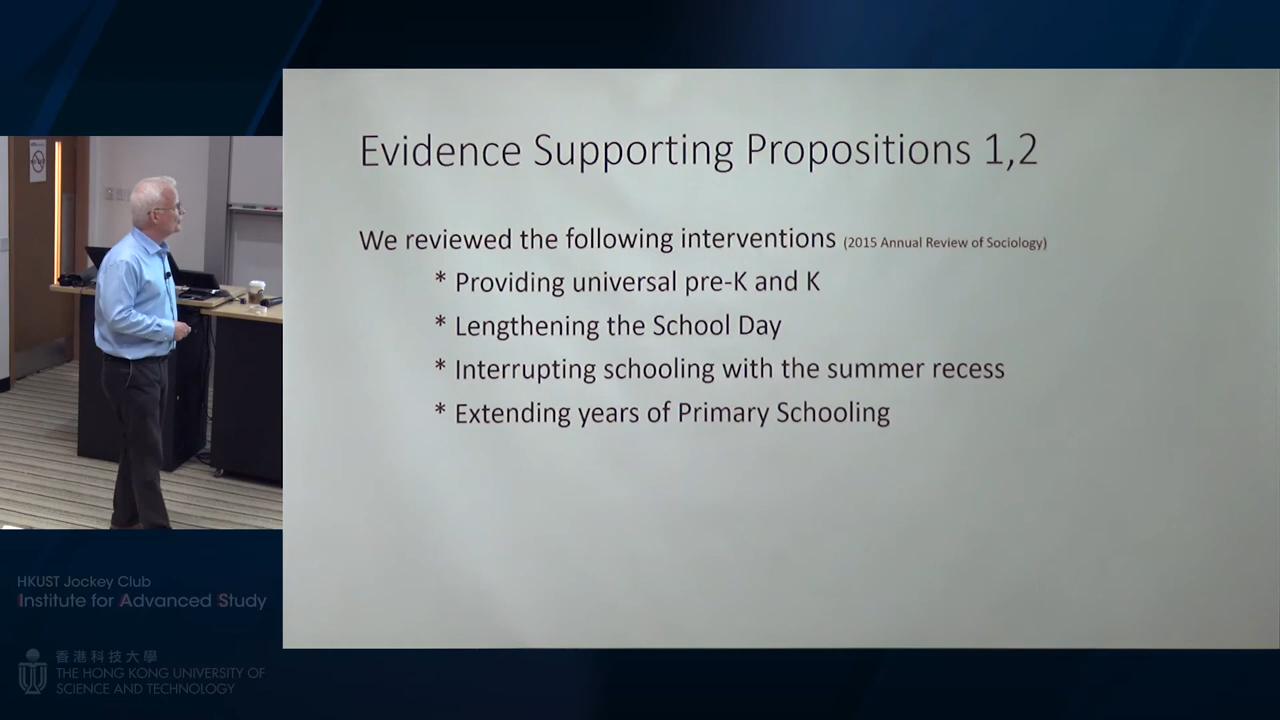 Evidence Supporting Propositions 1,2
We reviewed the following interventions (2015 Annual Review of Sociology)
* Providing universal pre-K and K
* Lengthening the School Day
* Interrupting schooling with the summer recess
* Extending years of Primary Schooling
HKUST Jockey Club
Institute for Advanced Study
香港科技大學
THE HONG KONG UNIVERSITY OF
SCIENCE AND TECHNOLOGY